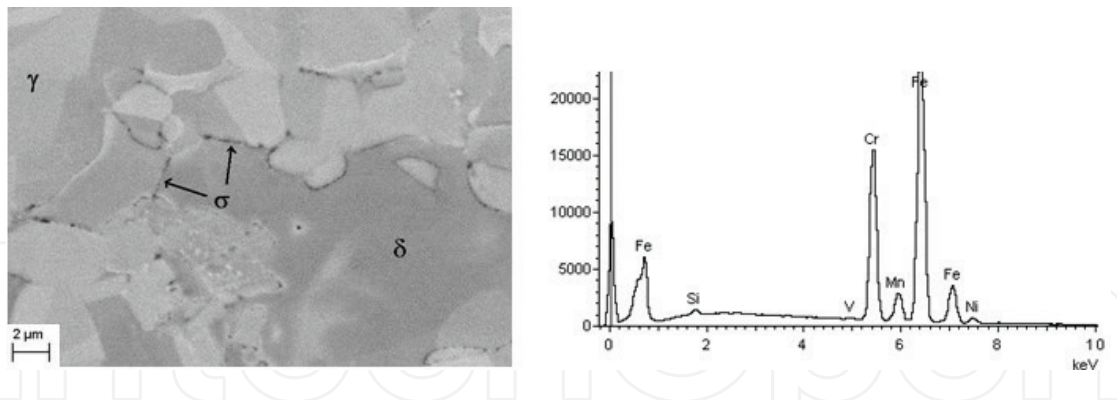 γ
σ
δ
2 μm
20000
15000
10000
5000
0
Fe
Si
V
Cr
Mn
Fe
Fe
Ni
0 2 4 6 8 10
keV